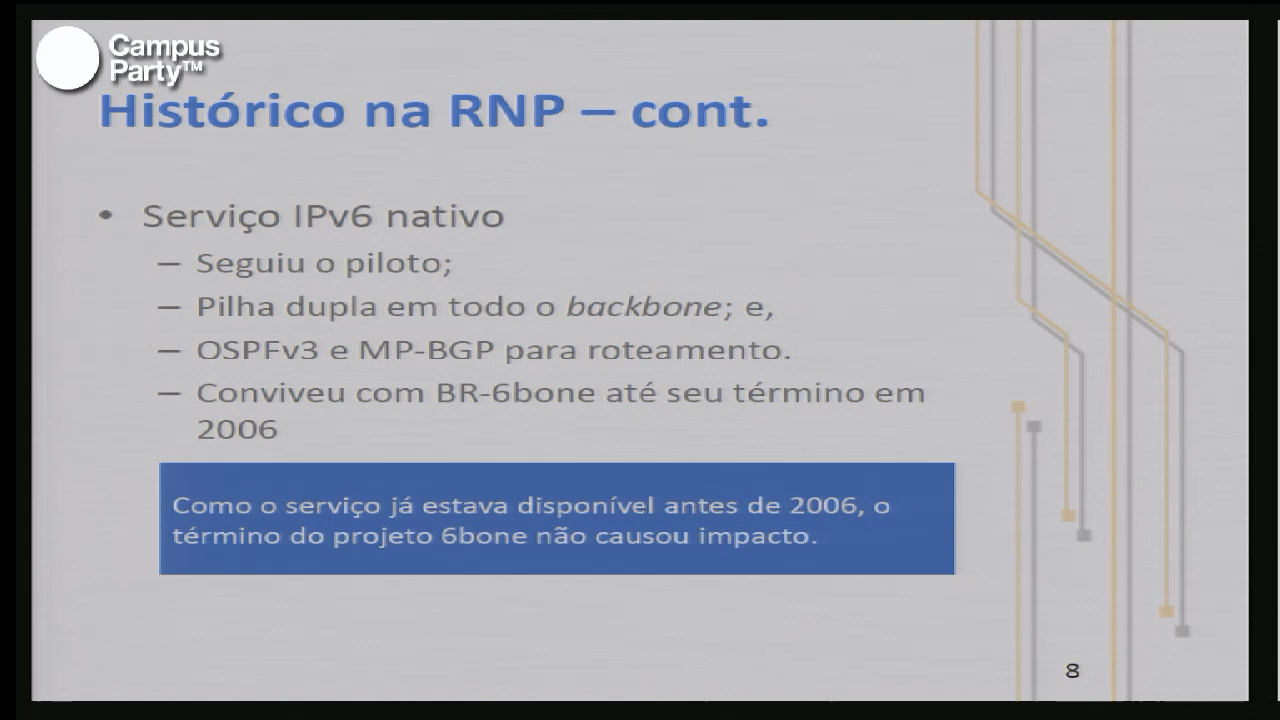 Campus
Party™
Histórico na RNP – cont.
• Serviço IPv6 nativo
– Seguiu o piloto;
– Pilha dupla em todo o backbone; e,
– OSPFv3 e MP-BGP para roteamento.
– Conviveu com BR-6bone até seu término em
2006
Como o serviço já estava disponível antes de 2006, o
término do projeto 6bone não causou impacto.
8